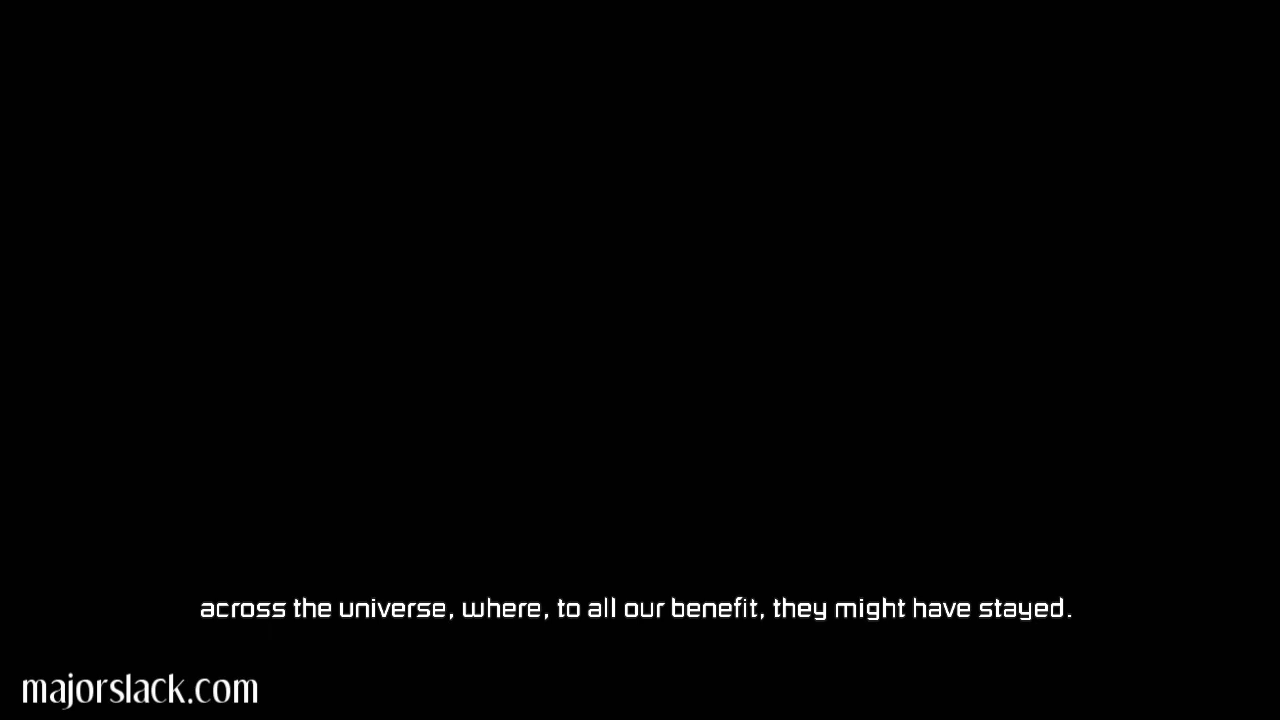 across the universe, where, to all our benefit, they might have stayed.
majorslack.com